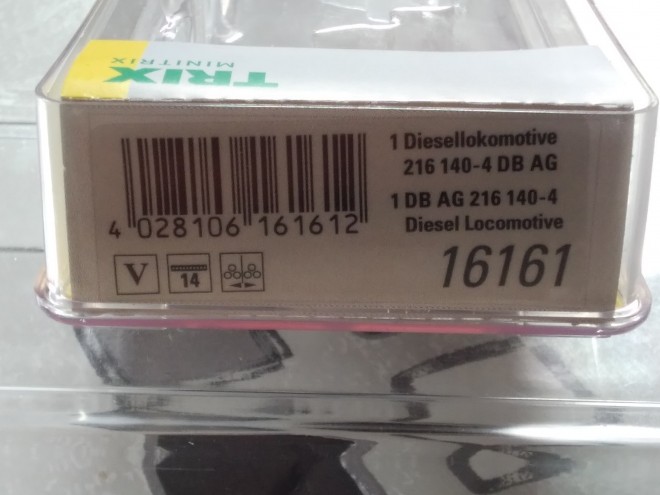 TRIX
MINITRIX
1 Diesellokomotive
216 140-4 DB AG
1 DB AG 216 140-4
Diesel Locomotive
16161
4 028106 161612
V
14